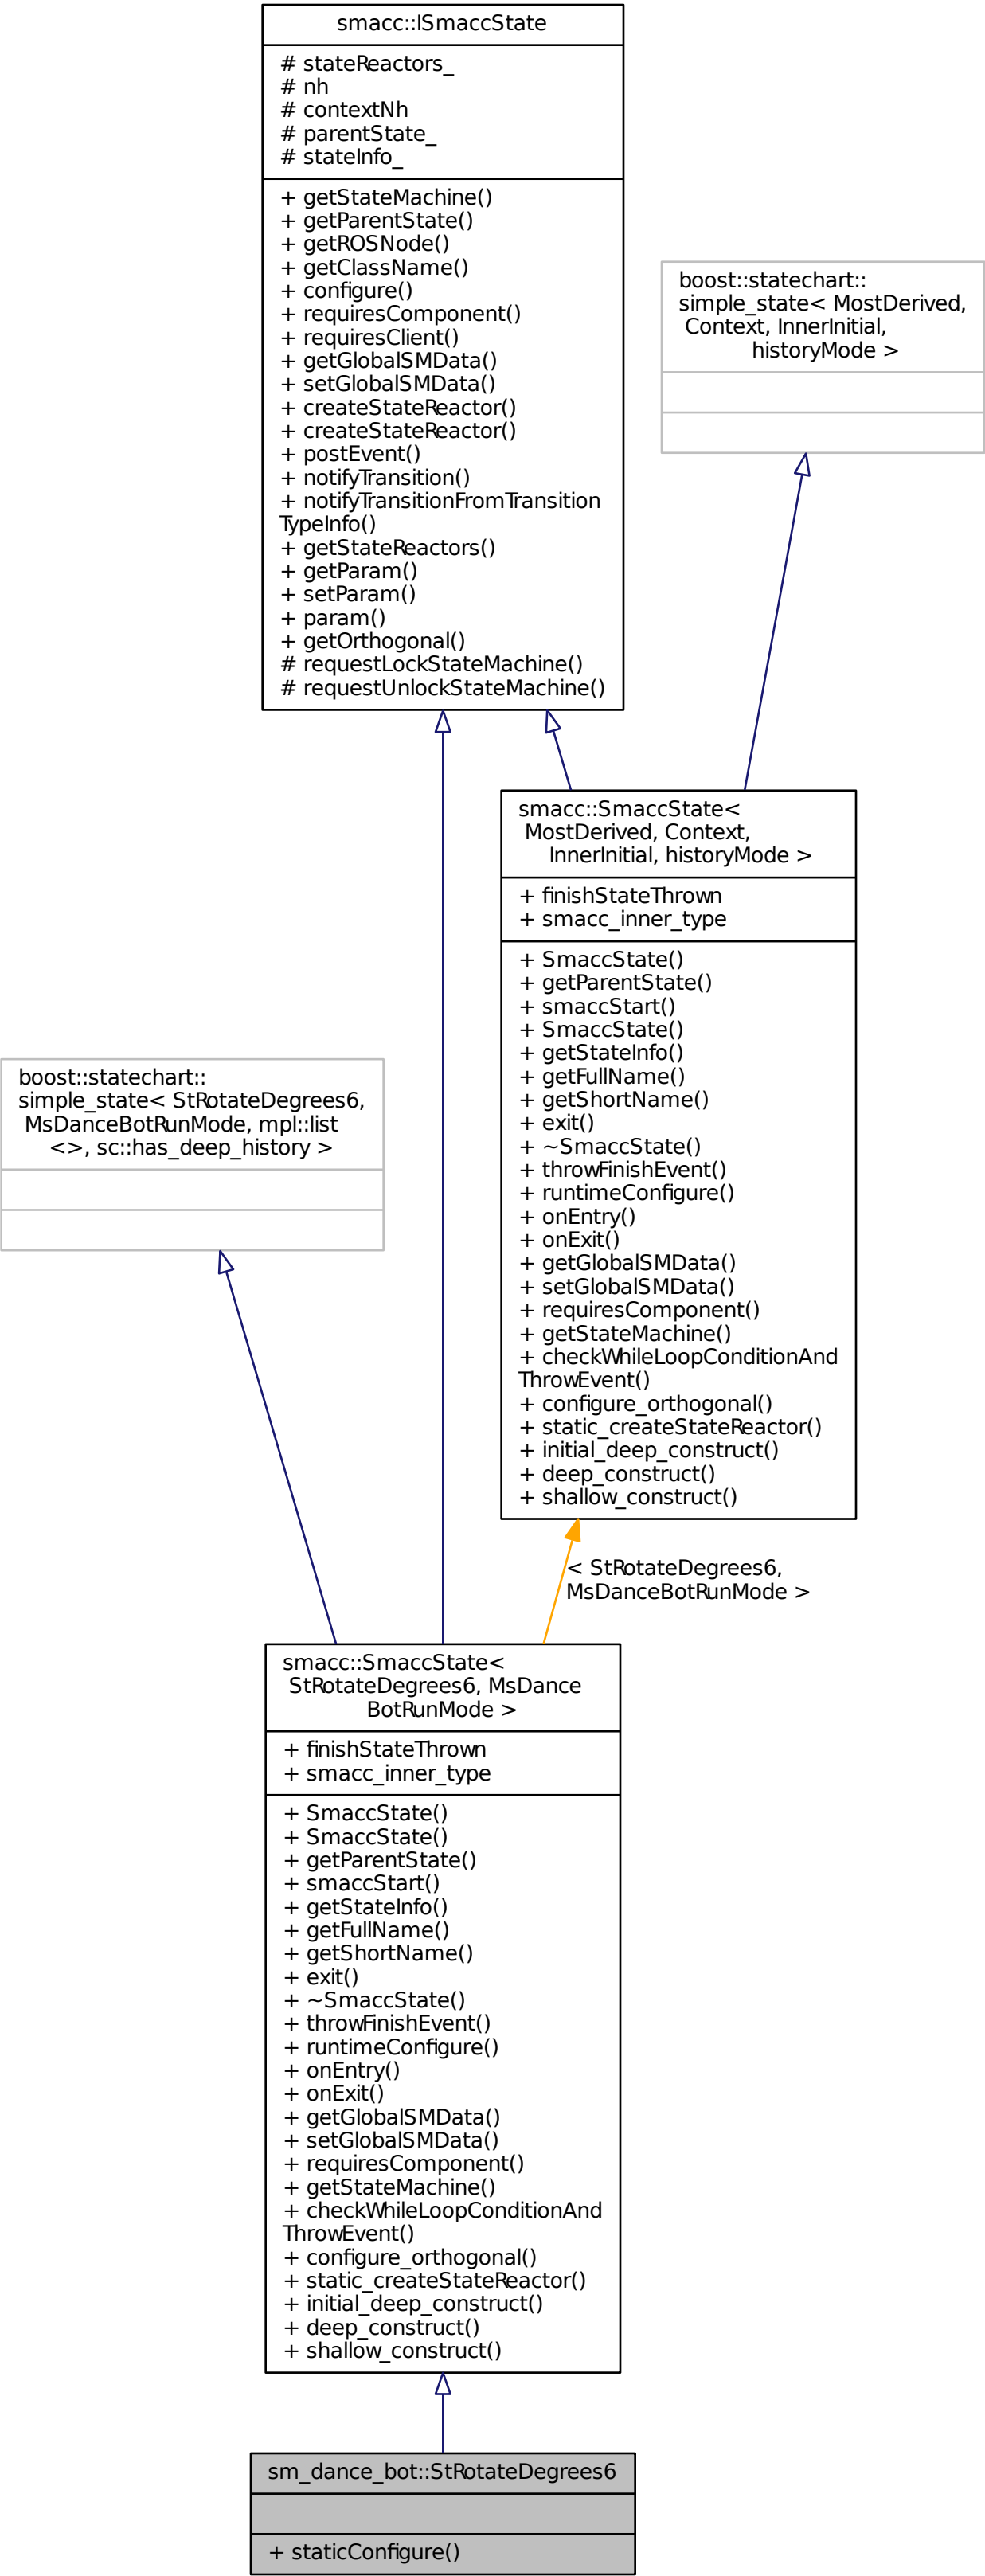 smacc::ISmaccState
# stateReactors_
# nh
# contextNh
# parentState_
# stateInfo_
+ getStateMachine()
+ getParentState()
+ getROSNode()
+ getClassName()
+ configure()
+ requiresComponent()
+ requiresClient()
+ getGlobalSMData()
+ setGlobalSMData()
+ createStateReactor()
+ createStateReactor()
+ postEvent()
+ notifyTransition()
+ notifyTransitionFromTransition
TypeInfo()
+ getStateReactors()
+ getParam()
+ setParam()
+ param()
+ getOrthogonal()
# requestLockStateMachine()
# requestUnlockStateMachine()
boost::statechart::
simple_state< MostDerived,
Context, InnerInitial,
historyMode >
smacc::SmaccState<
MostDerived, Context,
InnerInitial, historyMode >
+ finishStateThrown
+ smacc_inner_type
+ SmaccState()
+ getParentState()
+ smaccStart()
+ SmaccState()
+ getStateInfo()
+ getFullName()
+ getShortName()
+ exit()
+ ~SmaccState()
+ throwFinishEvent()
+ runtimeConfigure()
+ onEntry()
+ onExit()
+ getGlobalSMData()
+ setGlobalSMData()
+ requiresComponent()
+ getStateMachine()
+ checkWhileLoopConditionAnd
ThrowEvent()
+ configure_orthogonal()
+ static_createStateReactor()
+ initial_deep_construct()
+ deep_construct()
+ shallow_construct()
boost::statechart::
simple_state< StRotateDegrees6,
MsDanceBotRunMode, mpl::list
<>, sc::has_deep_history >
< StRotateDegrees6,
MsDanceBotRunMode >
smacc::SmaccState<
StRotateDegrees6, MsDance
BotRunMode >
+ finishStateThrown
+ smacc_inner_type
+ SmaccState()
+ SmaccState()
+ getParentState()
+ smaccStart()
+ getStateInfo()
+ getFullName()
+ getShortName()
+ exit()
+ ~SmaccState()
+ throwFinishEvent()
+ runtimeConfigure()
+ onEntry()
+ onExit()
+ getGlobalSMData()
+ setGlobalSMData()
+ requiresComponent()
+ getStateMachine()
+ checkWhileLoopConditionAnd
ThrowEvent()
+ configure_orthogonal()
+ static_createStateReactor()
+ initial_deep_construct()
+ deep_construct()
+ shallow_construct()
sm_dance_bot::StRotateDegrees6
+ staticConfigure()